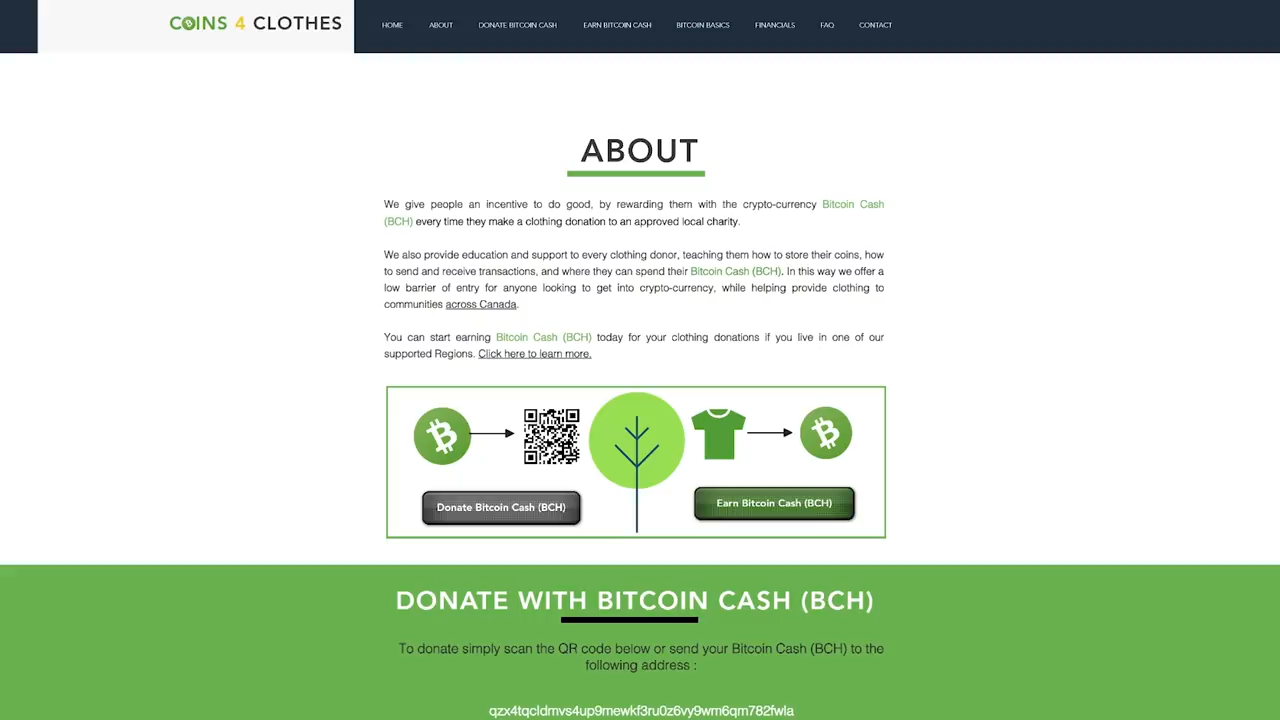 COINS 4 CLOTHES
HOME ABOUT DONATE BITCOIN CASH EARN BITCOIN CASH BITCOIN BASICS FINANCIALS FAQ CONTACT
ABOUT
We give people an incentive to do good, by rewarding them with the crypto-currency Bitcoin Cash
(BCH) every time they make a clothing donation to an approved local charity.
We also provide education and support to every clothing donor, teaching them how to store their coins, how
to send and receive transactions, and where they can spend their Bitcoin Cash (BCH). In this way we offer a
low barrier of entry for anyone looking to get into crypto-currency, while helping provide clothing to
communities across Canada.
You can start earning Bitcoin Cash (BCH) today for your clothing donations if you live in one of our
supported Regions. Click here to learn more.
Donate Bitcoin Cash (BCH)
Earn Bitcoin Cash (BCH)
DONATE WITH BITCOIN CASH (BCH)
To donate simply scan the QR code below or send your Bitcoin Cash (BCH) to the
following address :
qzx4tqcldmvs4up9mewkf3ru0z6vy9wm6qm782fwla